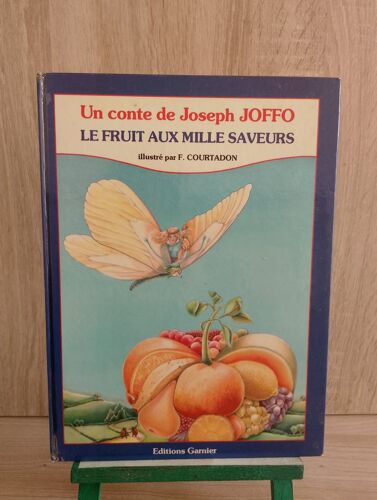 Un conte de Joseph JOFFO
LE FRUIT AUX MILLE SAVEURS
illustré par F. COURTADON
Editions Garnier